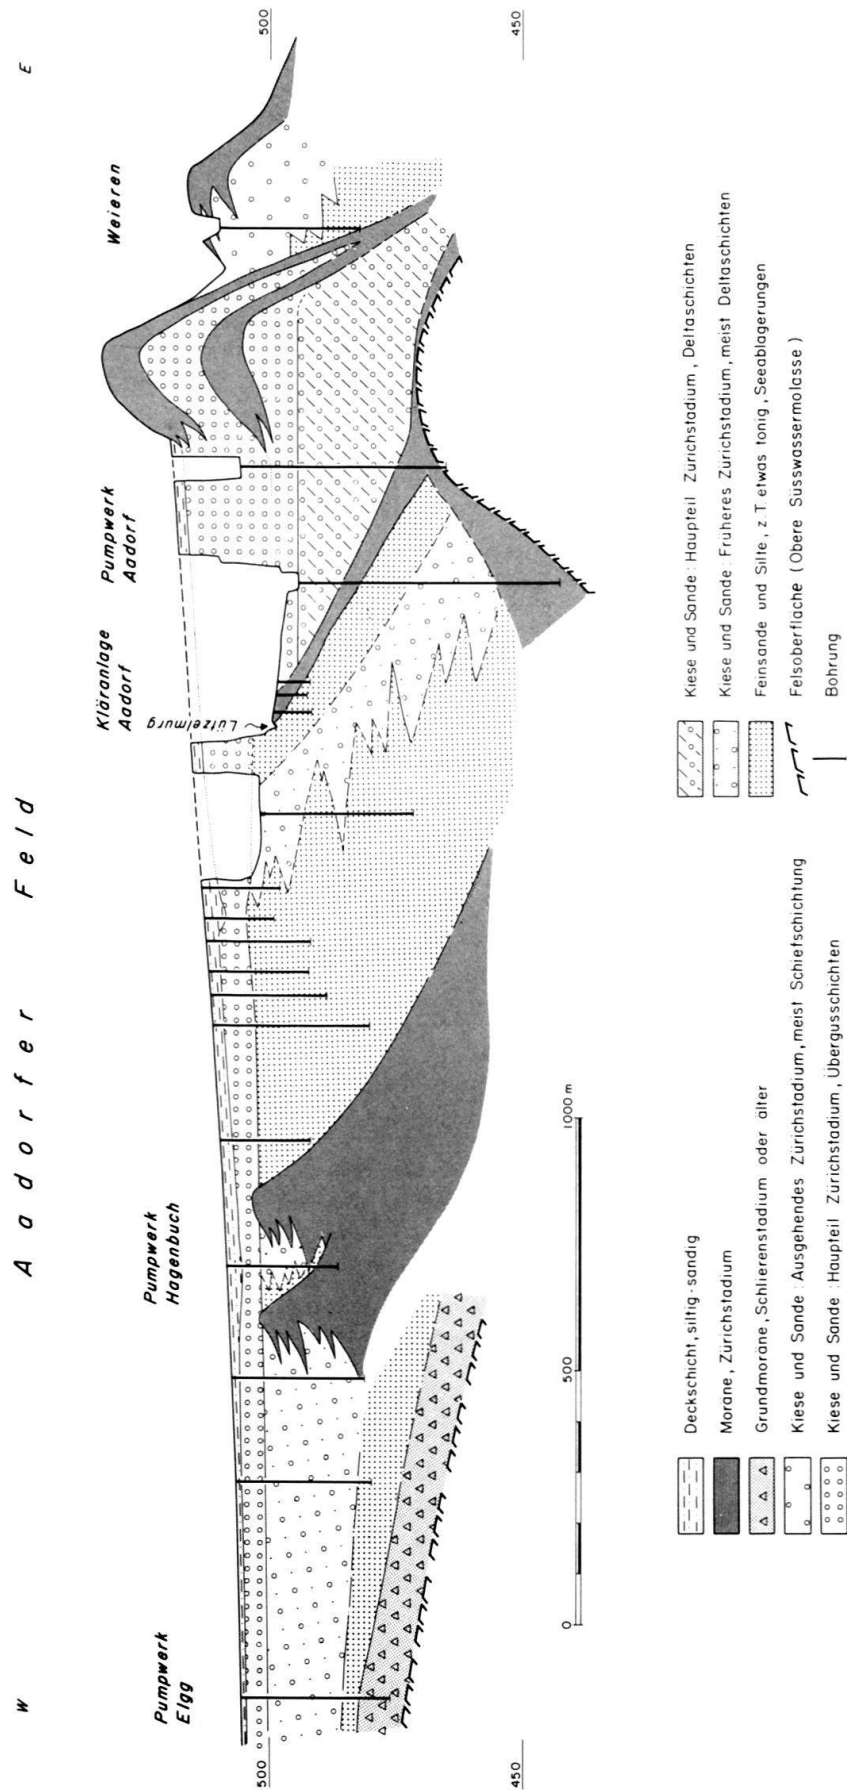 W
Aadorfer Feld
E
Pumpwerk
Elgg
Pumpwerk
Hagenbuch
Kläranlage
Aadorf
Pumpwerk
Aadorf
Weieren
Lützelmurg
500
450
500
450
0
500
1000 m
Deckschicht, siltig-sandig
Moräne, Zürichstadium
Grundmoräne, Schlierenstadium oder älter
Kiese und Sande: Ausgehendes Zürichstadium, meist Schiefschichtung
Kiese und Sande: Haupteil Zürichstadium, Übergusschichten
Kiese und Sande: Haupteil Zürichstadium, Deltaschichten
Kiese und Sande: Früheres Zürichstadium, meist Deltaschichten
Feinsande und Silte, z.T. etwas tonig, Seeablagerungen
Felsoberfläche (Obere Süsswassermolasse)
Bohrung